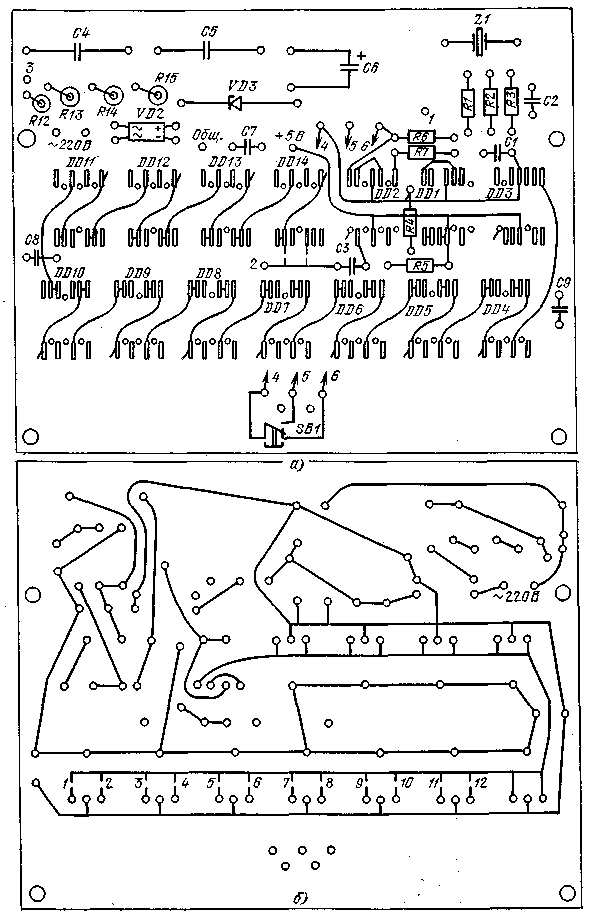 C4 C5 + C6 Z1
3 R12 R13 R14 R15 VD2 VD3
R1 R2 R3 C2
~220В Общ. C7 +5В 4 5 6 R6 R7 1 C1
DD11 DD12 DD13 DD14 DD2 DD1 DD3
R4
C8 2 C3 R5
DD10 DD9 DD8 DD7 DD6 DD5 DD4 C9
4 5 6
SB1
а)
~220В
1 2 3 4 5 6 7 8 9 10 11 12
б)